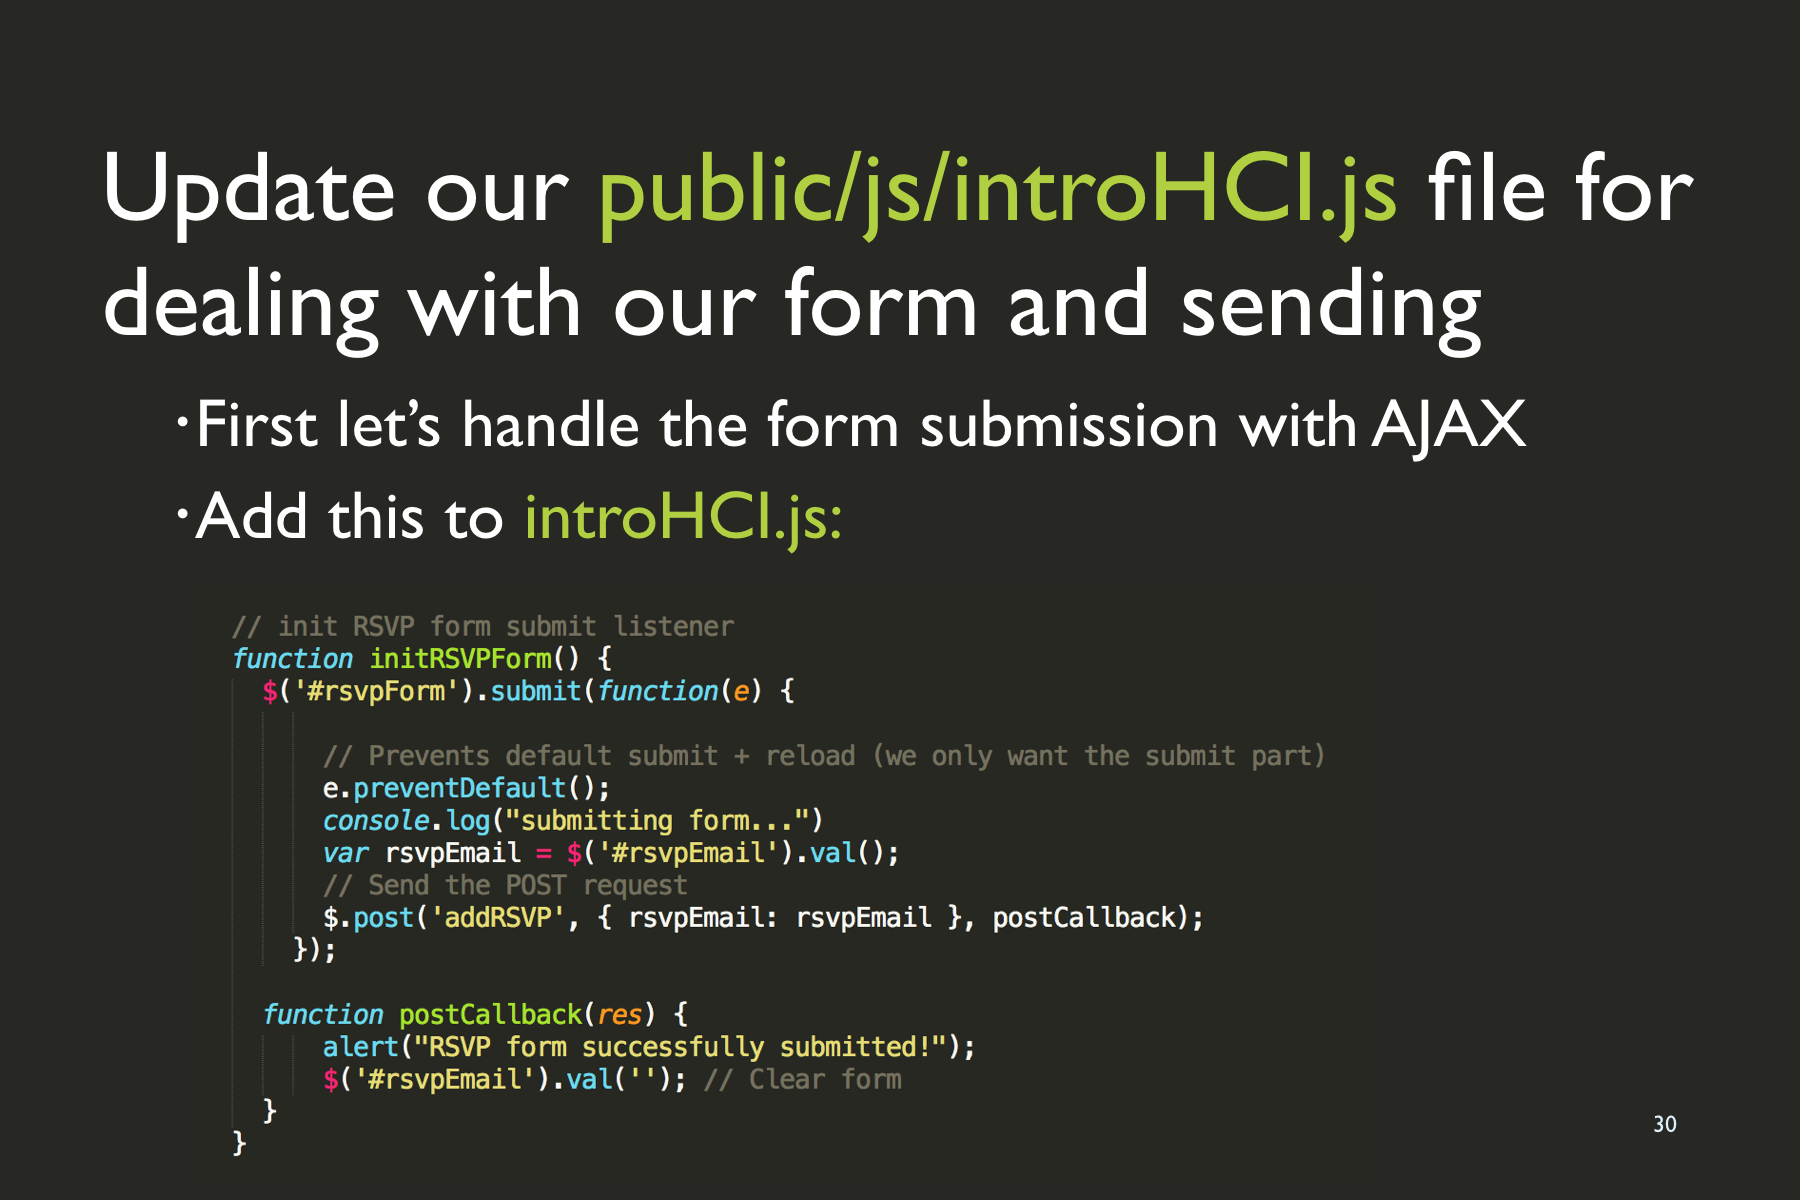 Update our public/js/introHCI.js file for
dealing with our form and sending
·First let’s handle the form submission with AJAX
·Add this to introHCI.js:
// init RSVP form submit listener
function initRSVPForm() {
  $('#rsvpForm').submit(function(e) {

      // Prevents default submit + reload (we only want the submit part)
      e.preventDefault();
      console.log("submitting form...")
      var rsvpEmail = $('#rsvpEmail').val();
      // Send the POST request
      $.post('addRSVP', { rsvpEmail: rsvpEmail }, postCallback);
    });

  function postCallback(res) {
      alert("RSVP form successfully submitted!");
      $('#rsvpEmail').val(''); // Clear form
  }
}
30